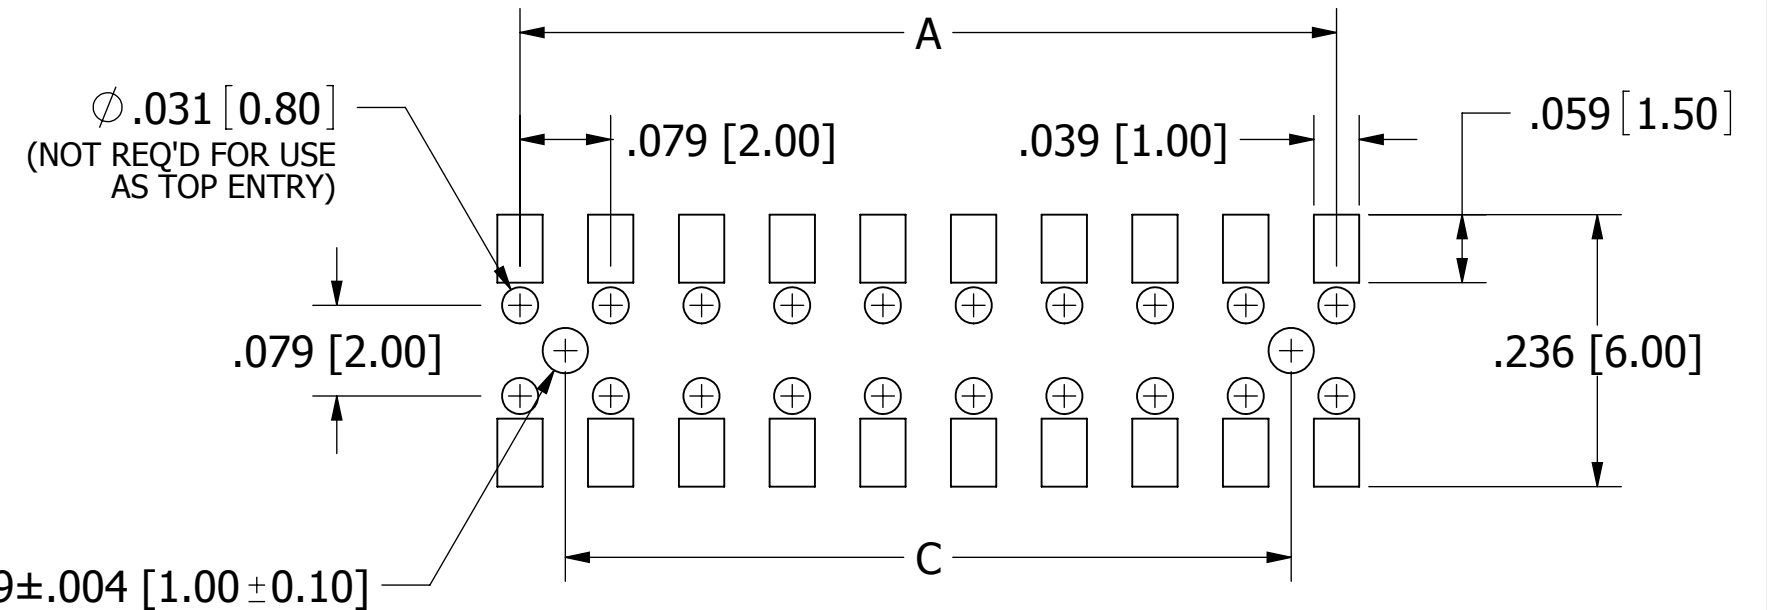 A
⌀ .031 [0.80]
(NOT REQ'D FOR USE
AS TOP ENTRY)
.079 [2.00]
.039 [1.00]
.059 [1.50]
.079 [2.00]
.236 [6.00]
C
9±.004 [1.00±0.10]